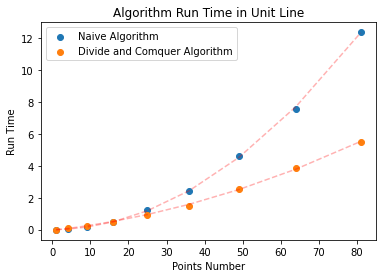 Algorithm Run Time in Unit Line
Naive Algorithm
Divide and Comquer Algorithm
Run Time
12
10
8
6
4
2
0
0 10 20 30 40 50 60 70 80
Points Number